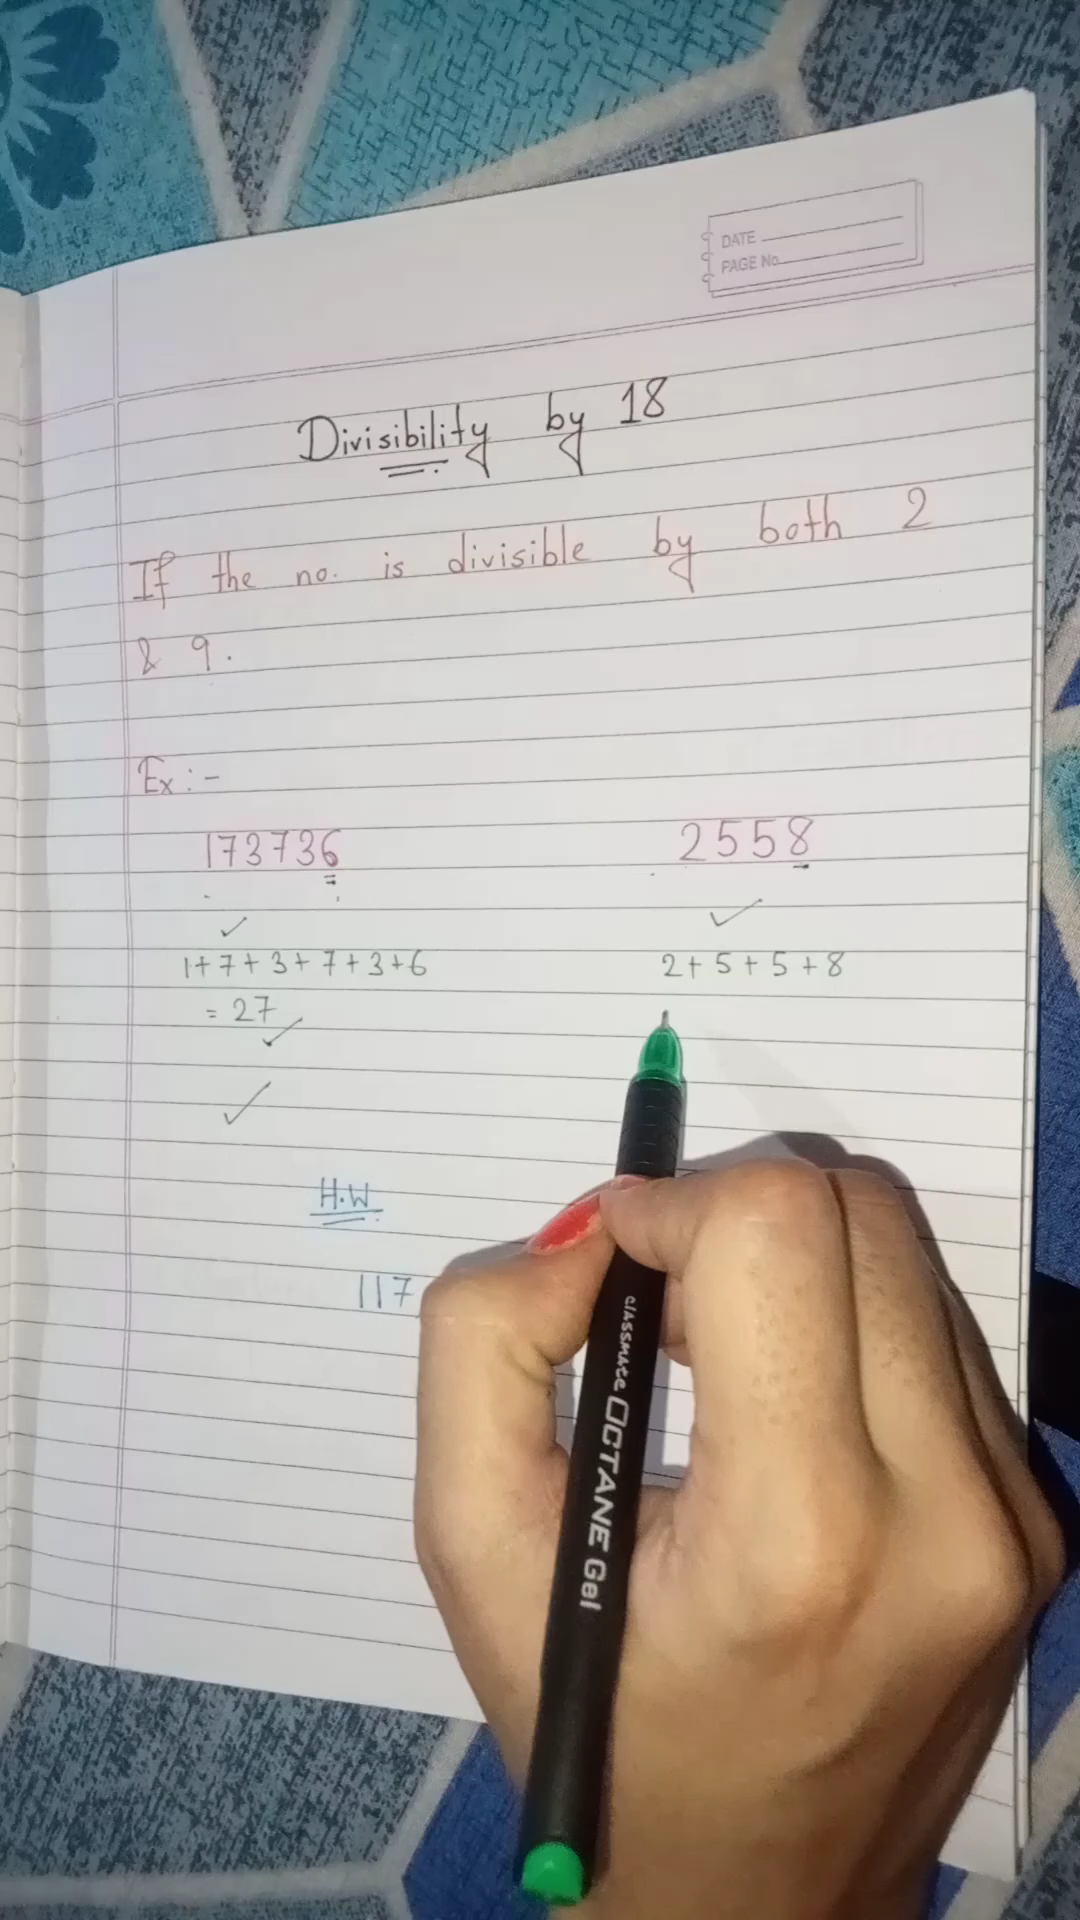 DATE
PAGE No.
Divisibility by 18
If the no. is divisible by both 2
& 9.
Ex :-
173736 2558
1+7+3+7+3+6 2+5+5+8
= 27
H.W
117
classmate OCTANE Gel